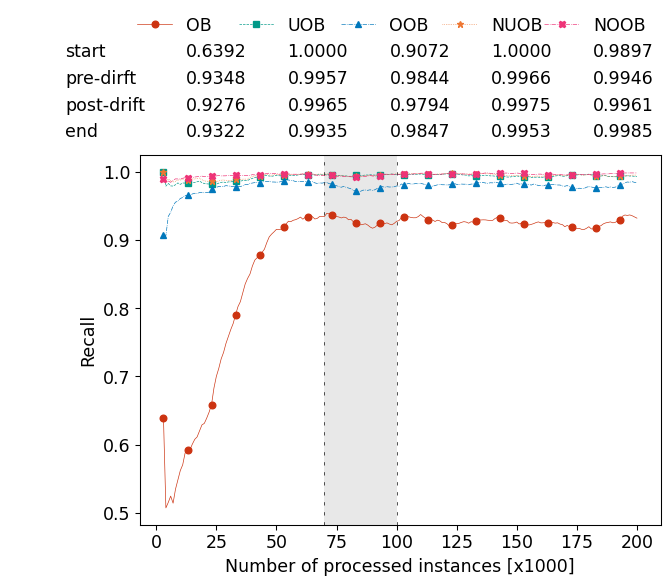 OB UOB OOB NUOB NOOB
start 0.6392 1.0000 0.9072 1.0000 0.9897
pre-dirft 0.9348 0.9957 0.9844 0.9966 0.9946
post-drift 0.9276 0.9965 0.9794 0.9975 0.9961
end 0.9322 0.9935 0.9847 0.9953 0.9985
1.0
0.9
0.8
0.7
0.6
0.5
Recall
0 25 50 75 100 125 150 175 200
Number of processed instances [x1000]